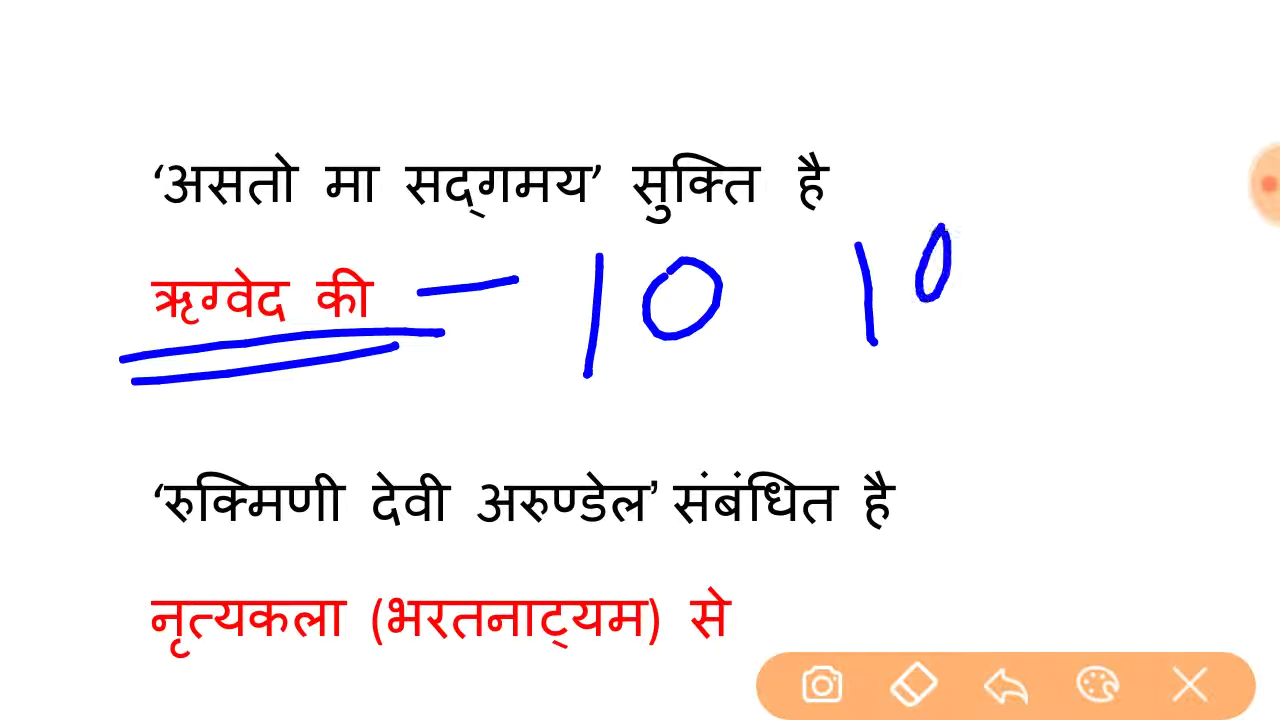 ‘असतो मा सद्गमय’ सुक्ति है
ऋग्वेद की – 10 10
‘रुक्मिणी देवी अरुण्डेल’ संबंधित है
नृत्यकला (भरतनाट्यम) से